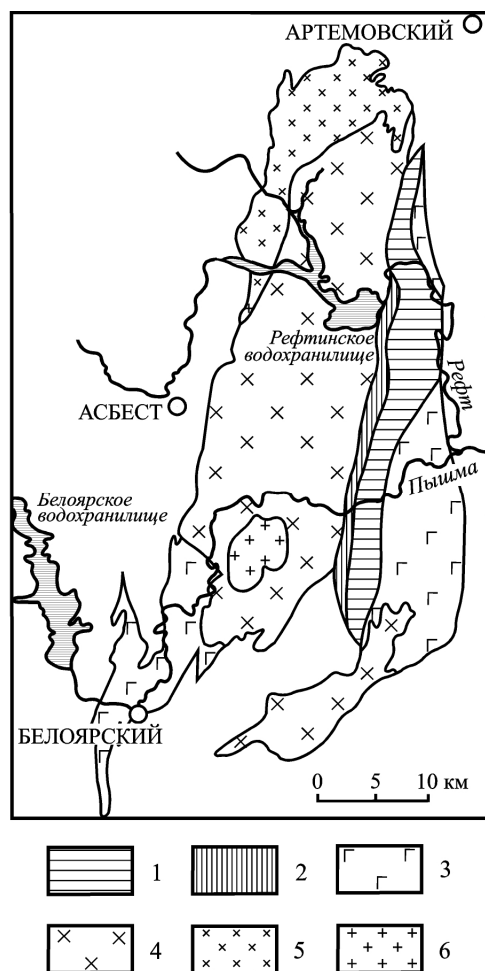 АРТЕМОВСКИЙ
Рефтинское
водохранилище
Рефт
АСБЕСТ
Пышма
Белоярское
водохранилище
БЕЛОЯРСКИЙ
0 5 10 км
1 2 3
4 5 6